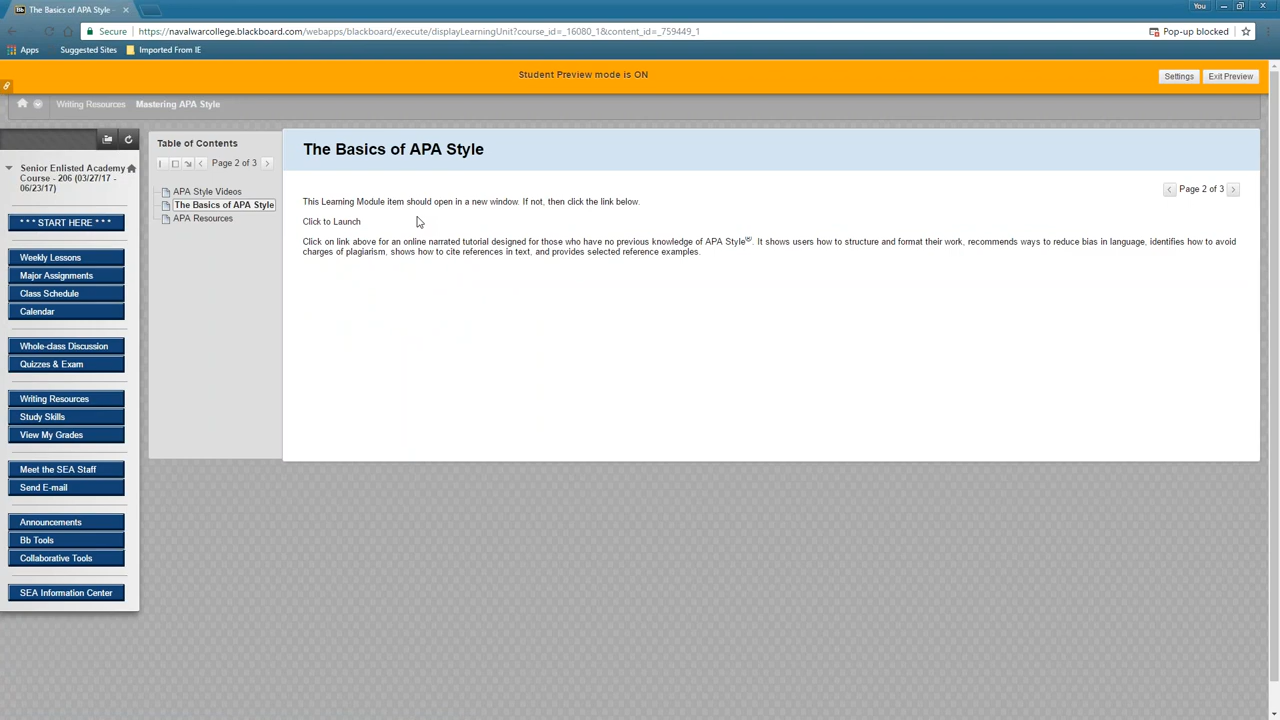 The Basics of APA Style -
You
Secure
https://navalwarcollege.blackboard.com/webapps/blackboard/execute/displayLearningUnit?course_id=_16080_1&content_id=_759449_1
Pop-up blocked
Apps
Suggested Sites
Imported From IE
Student Preview mode is ON
Settings
Exit Preview
Writing Resources
Mastering APA Style
Table of Contents
Page 2 of 3
APA Style Videos
The Basics of APA Style
APA Resources
Senior Enlisted Academy
Course - 206 (03/27/17 -
06/23/17)
* * * START HERE * * *
Weekly Lessons
Major Assignments
Class Schedule
Calendar
Whole-class Discussion
Quizzes & Exam
Writing Resources
Study Skills
View My Grades
Meet the SEA Staff
Send E-mail
Announcements
Bb Tools
Collaborative Tools
SEA Information Center
The Basics of APA Style
Page 2 of 3
This Learning Module item should open in a new window. If not, then click the link below.
Click to Launch
Click on link above for an online narrated tutorial designed for those who have no previous knowledge of APA Style®. It shows users how to structure and format their work, recommends ways to reduce bias in language, identifies how to avoid
charges of plagiarism, shows how to cite references in text, and provides selected reference examples.